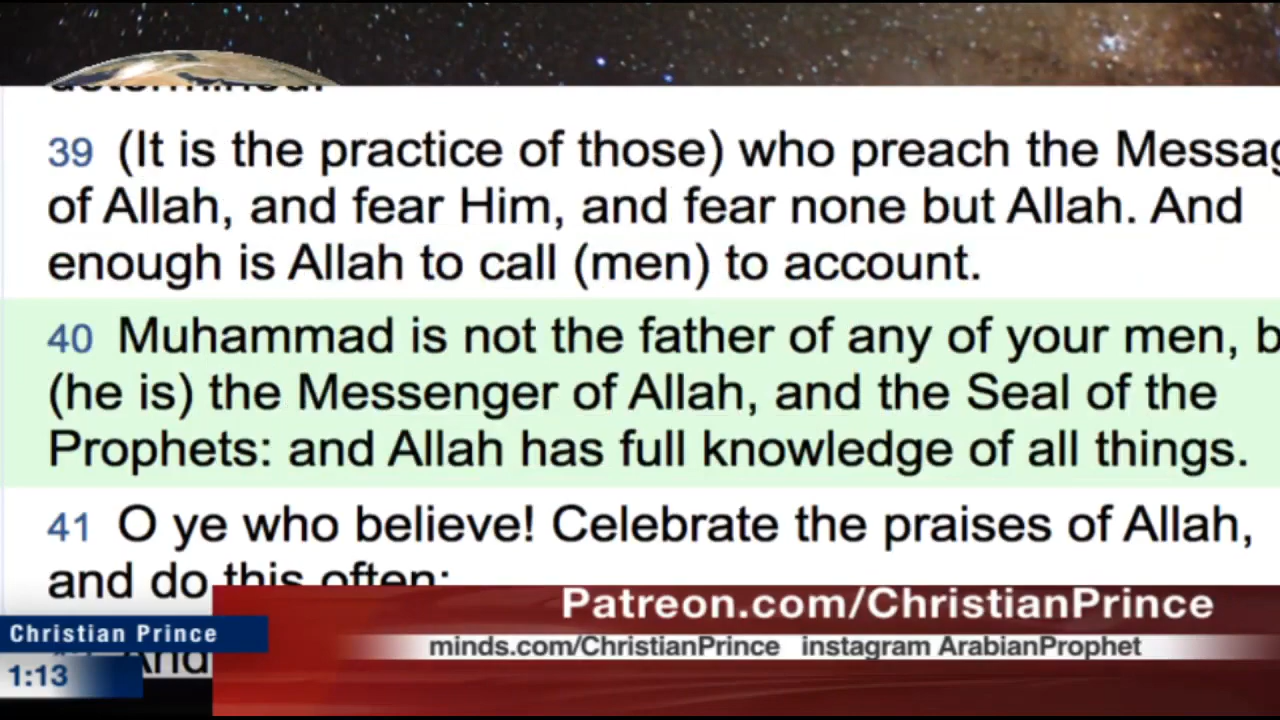 determined.
39 (It is the practice of those) who preach the Messag
of Allah, and fear Him, and fear none but Allah. And
enough is Allah to call (men) to account.
40 Muhammad is not the father of any of your men, b
(he is) the Messenger of Allah, and the Seal of the
Prophets: and Allah has full knowledge of all things.
41 O ye who believe! Celebrate the praises of Allah,
and do this often;
And
Patreon.com/ChristianPrince
minds.com/ChristianPrince instagram ArabianProphet
Christian Prince
1:13